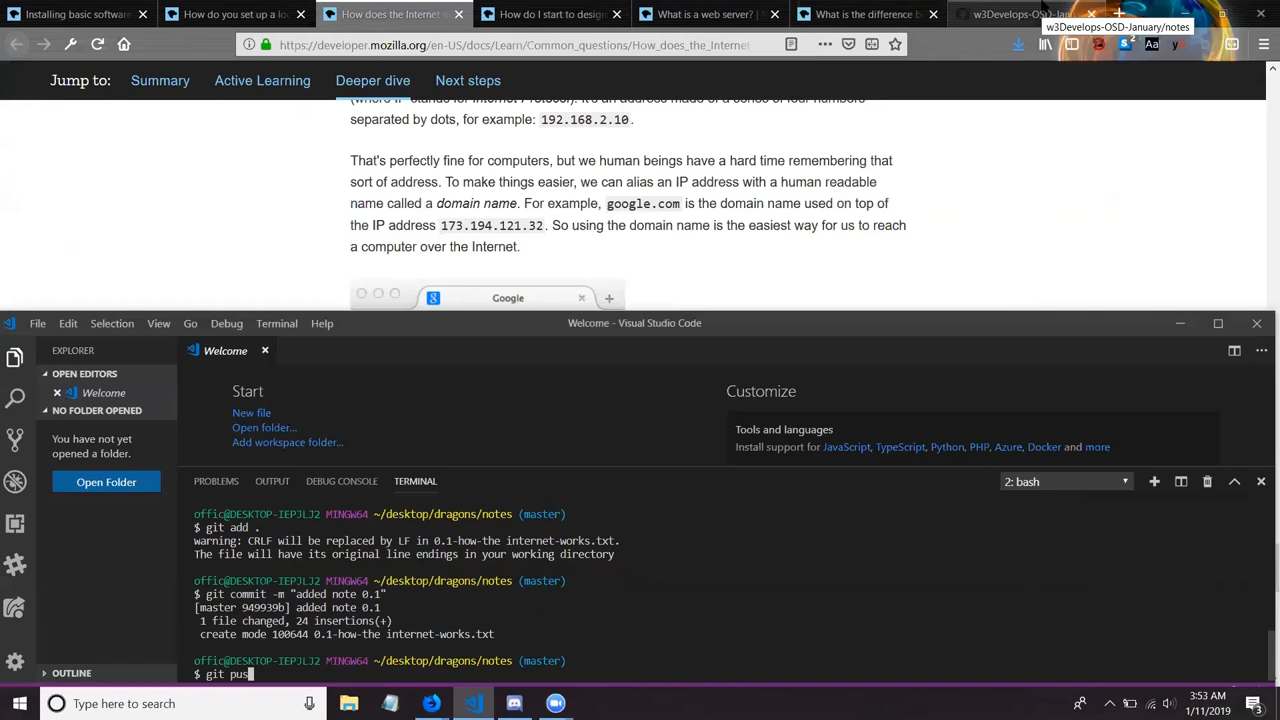 Installing basic software
How do you set up a lo
How does the Internet
How do I start to desig
What is a web server?
What is the difference b
w3Develops-OSD-January/notes
https://developer.mozilla.org/en-US/docs/Learn/Common_questions/How_does_the_Internet
Jump to: Summary Active Learning Deeper dive Next steps
separated by dots, for example: 192.168.2.10.
That's perfectly fine for computers, but we human beings have a hard time remembering that
sort of address. To make things easier, we can alias an IP address with a human readable
name called a domain name. For example, google.com is the domain name used on top of
the IP address 173.194.121.32. So using the domain name is the easiest way for us to reach
a computer over the Internet.
Google
File Edit Selection View Go Debug Terminal Help
Welcome - Visual Studio Code
EXPLORER
OPEN EDITORS
Welcome
NO FOLDER OPENED
You have not yet
opened a folder.
Open Folder
OUTLINE
Welcome
Start
New file
Open folder...
Add workspace folder...
Customize
Tools and languages
Install support for JavaScript, TypeScript, Python, PHP, Azure, Docker and more
PROBLEMS OUTPUT DEBUG CONSOLE TERMINAL
2: bash
offic@DESKTOP-IEPJLJ2 MINGW64 ~/desktop/dragons/notes (master)
$ git add .
warning: CRLF will be replaced by LF in 0.1-how-the internet-works.txt.
The file will have its original line endings in your working directory
offic@DESKTOP-IEPJLJ2 MINGW64 ~/desktop/dragons/notes (master)
$ git commit -m "added note 0.1"
[master 949939b] added note 0.1
1 file changed, 24 insertions(+)
create mode 100644 0.1-how-the internet-works.txt
offic@DESKTOP-IEPJLJ2 MINGW64 ~/desktop/dragons/notes (master)
$ git pus
Type here to search
3:53 AM
1/11/2019
3